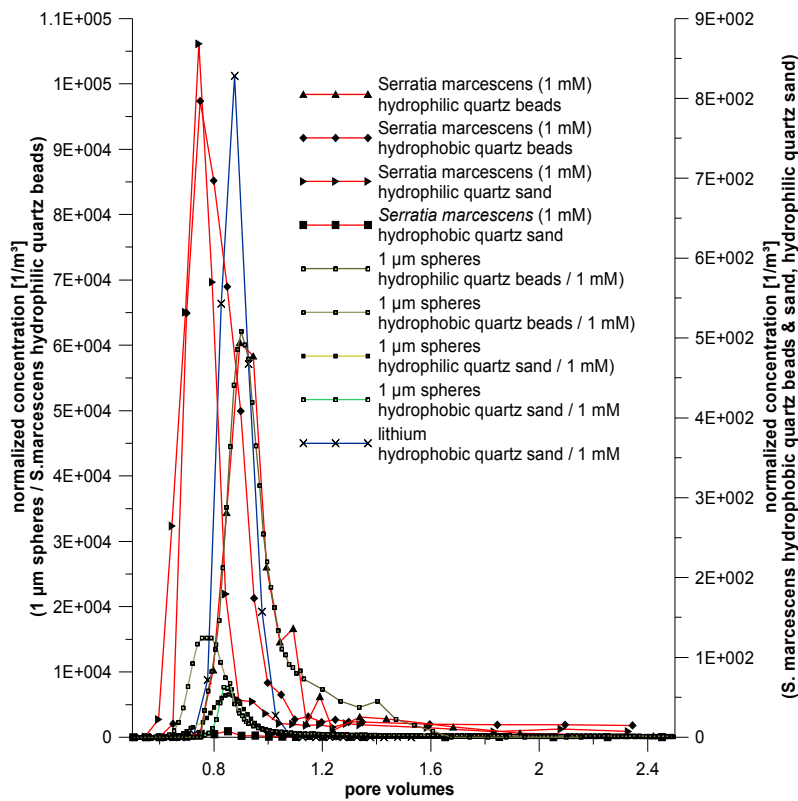 1.1E+005
1E+005
9E+004
8E+004
7E+004
6E+004
5E+004
4E+004
3E+004
2E+004
1E+004
0
normalized concentration [1/m³]
(1 µm spheres / S.marcescens hydrophilic quartz beads)
Serratia marcescens (1 mM)
hydrophilic quartz beads
Serratia marcescens (1 mM)
hydrophobic quartz beads
Serratia marcescens (1 mM)
hydrophilic quartz sand
Serratia marcescens (1 mM)
hydrophobic quartz sand
1 µm spheres
hydrophilic quartz beads / 1 mM)
1 µm spheres
hydrophobic quartz beads / 1 mM)
1 µm spheres
hydrophilic quartz sand / 1 mM)
1 µm spheres
hydrophobic quartz sand / 1 mM
lithium
hydrophobic quartz sand / 1 mM
9E+002
8E+002
7E+002
6E+002
5E+002
4E+002
3E+002
2E+002
1E+002
0
normalized concentration [1/m³]
(S. marcescens hydrophobic quartz beads & sand, hydrophilic quartz sand)
0.8
1.2
1.6
2
2.4
pore volumes